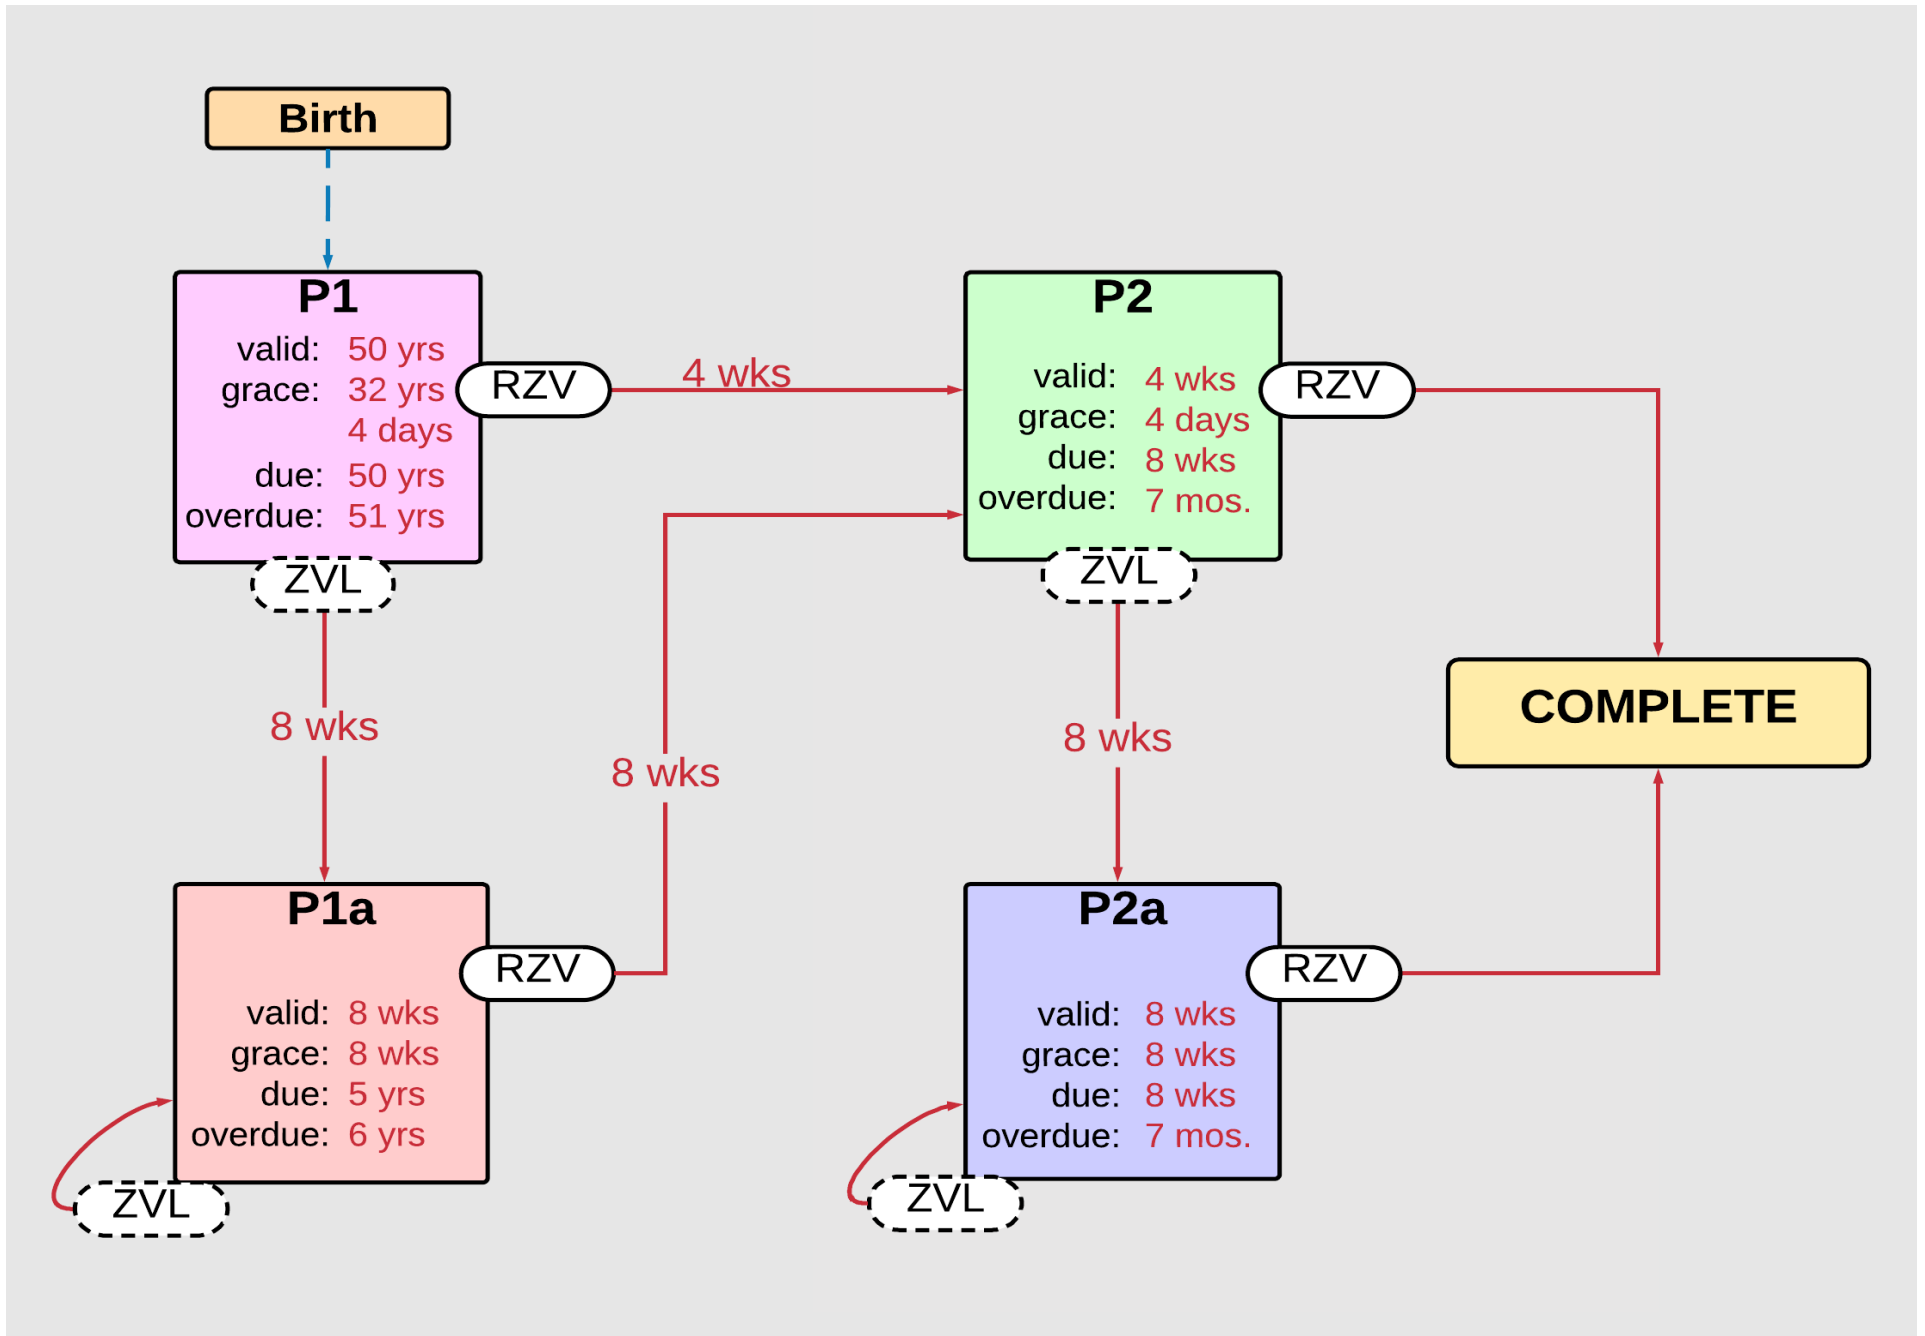 Birth
P1
valid: 50 yrs
grace: 32 yrs
4 days
due: 50 yrs
overdue: 51 yrs
RZV
4 wks
ZVL
P2
valid: 4 wks
grace: 4 days
due: 8 wks
overdue: 7 mos.
RZV
ZVL
8 wks
8 wks
8 wks
COMPLETE
P1a
RZV
valid: 8 wks
grace: 8 wks
due: 5 yrs
overdue: 6 yrs
ZVL
P2a
RZV
valid: 8 wks
grace: 8 wks
due: 8 wks
overdue: 7 mos.
ZVL